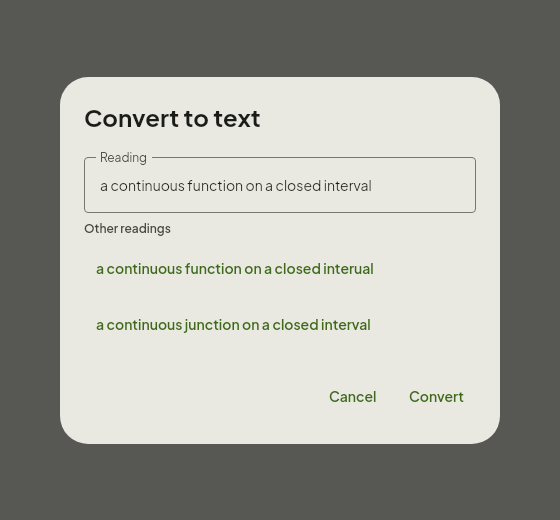 Convert to text
Reading
a continuous function on a closed interval
Other readings
a continuous function on a closed interual
a continuous junction on a closed interval
Cancel
Convert